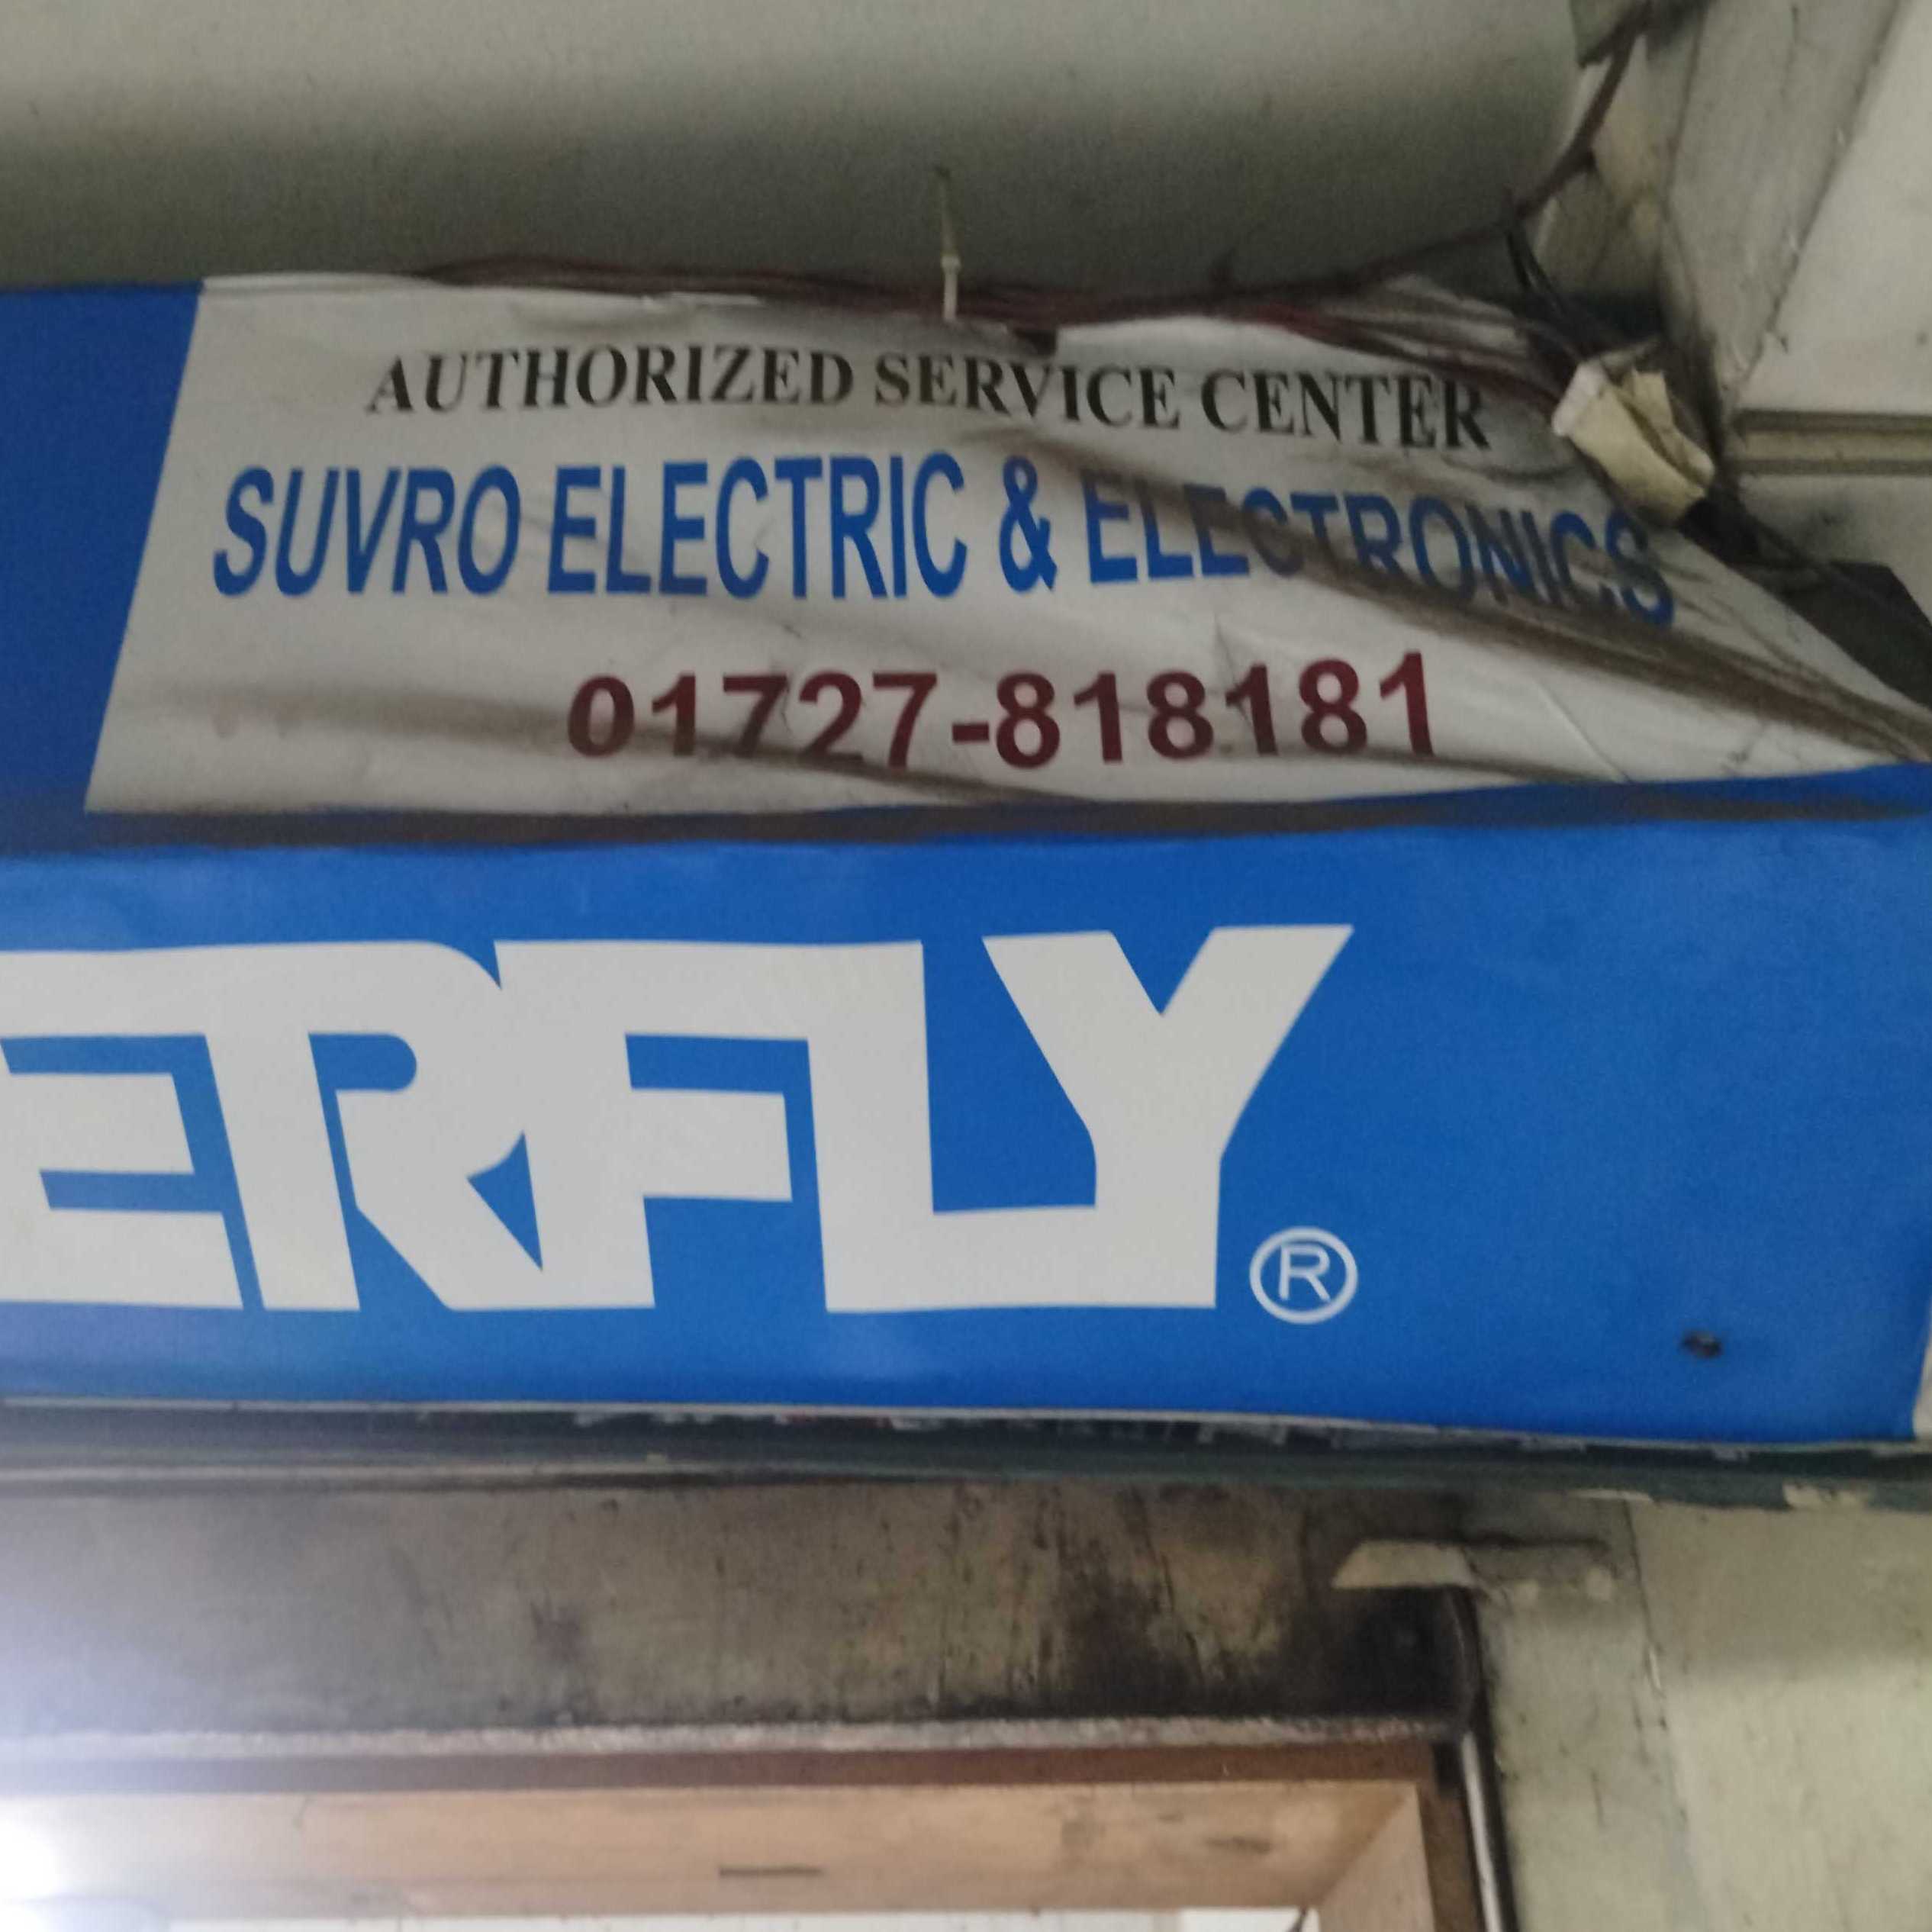 AUTHORIZED SERVICE CENTER
SUVRO ELECTRIC & ELECTRONICS
01727-818181
ERFLY®